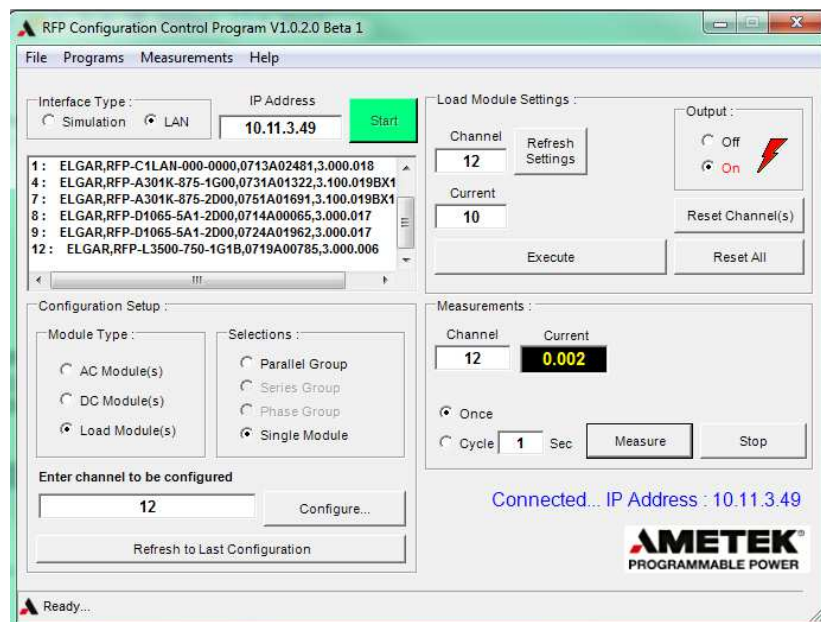 RFP Configuration Control Program V1.0.2.0 Beta 1
File Programs Measurements Help
Interface Type :
Simulation LAN
IP Address
10.11.3.49
Start
1 : ELGAR,RFP-C1LAN-000-0000,0713A02481,3.000.018
4 : ELGAR,RFP-A301K-875-1G00,0731A01322,3.100.019BX1
7 : ELGAR,RFP-A301K-875-2D00,0751A01691,3.100.019BX1
8 : ELGAR,RFP-D1065-5A1-2D00,0714A00065,3.000.017
9 : ELGAR,RFP-D1065-5A1-2D00,0724A01962,3.000.017
12 : ELGAR,RFP-L3500-750-1G1B,0719A00785,3.000.006
Load Module Settings :
Channel
12
Refresh
Settings
Current
10
Output :
Off
On
Reset Channel(s)
Execute
Reset All
Configuration Setup :
Module Type :
AC Module(s)
DC Module(s)
Load Module(s)
Selections :
Parallel Group
Series Group
Phase Group
Single Module
Enter channel to be configured
12
Configure...
Refresh to Last Configuration
Measurements :
Channel
12
Current
0.002
Once
Cycle 1 Sec
Measure
Stop
Connected... IP Address : 10.11.3.49
AMETEK®
PROGRAMMABLE POWER
Ready...